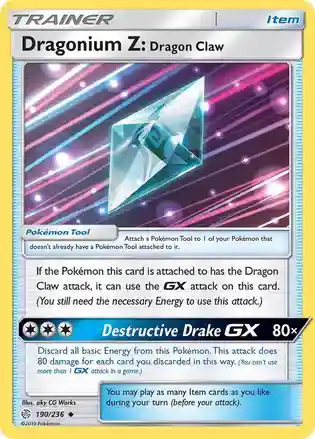 TRAINER Item
Dragonium Z: Dragon Claw
Pokémon Tool
Attach a Pokémon Tool to 1 of your Pokémon that
doesn't already have a Pokémon Tool attached to it.
If the Pokémon this card is attached to has the Dragon
Claw attack, it can use the GX attack on this card.
(You still need the necessary Energy to use this attack.)
Destructive Drake GX 80×
Discard all basic Energy from this Pokémon. This attack does
80 damage for each card you discarded in this way. (You can't use
more than 1 GX attack in a game.)
Illus. aky CG Works
190/236
©2019 Pokémon
You may play as many Item cards as you like
during your turn (before your attack).